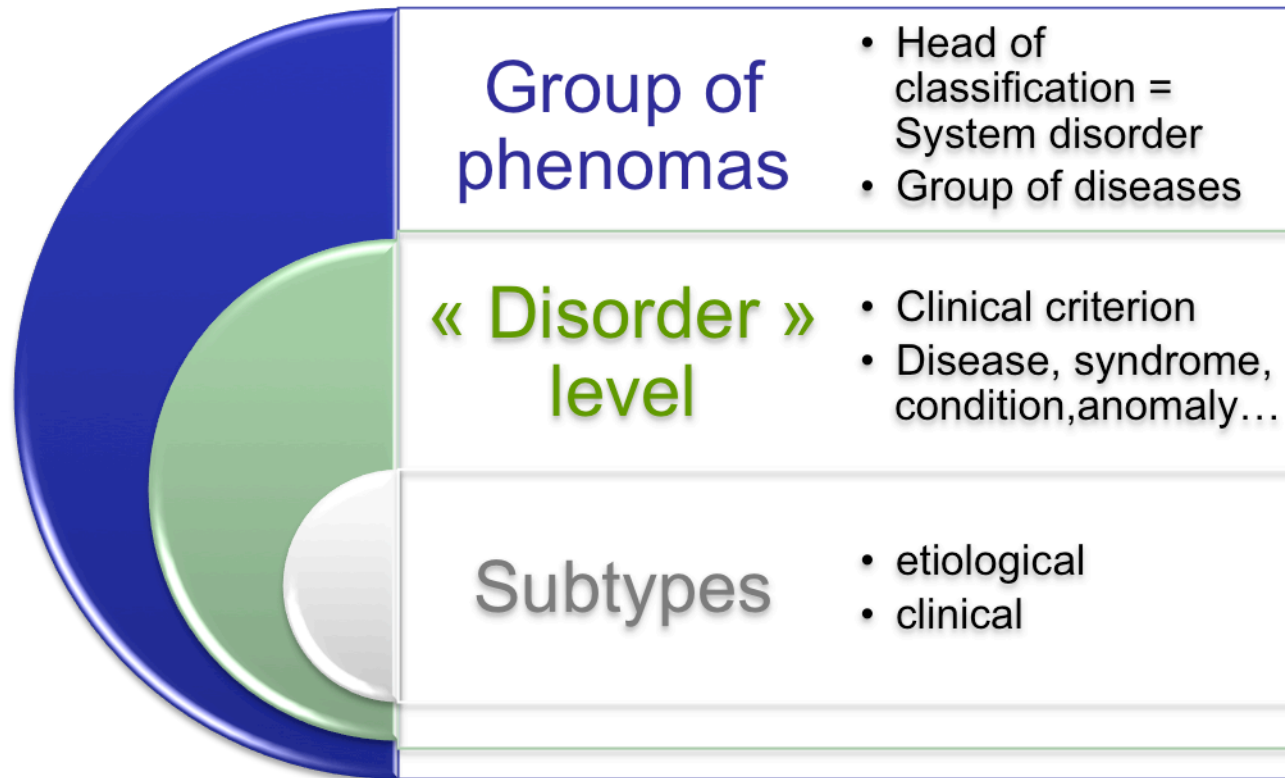 Group of
phenomas
• Head of
classification =
System disorder
• Group of diseases
« Disorder »
level
• Clinical criterion
• Disease, syndrome,
condition,anomaly…
Subtypes
• etiological
• clinical